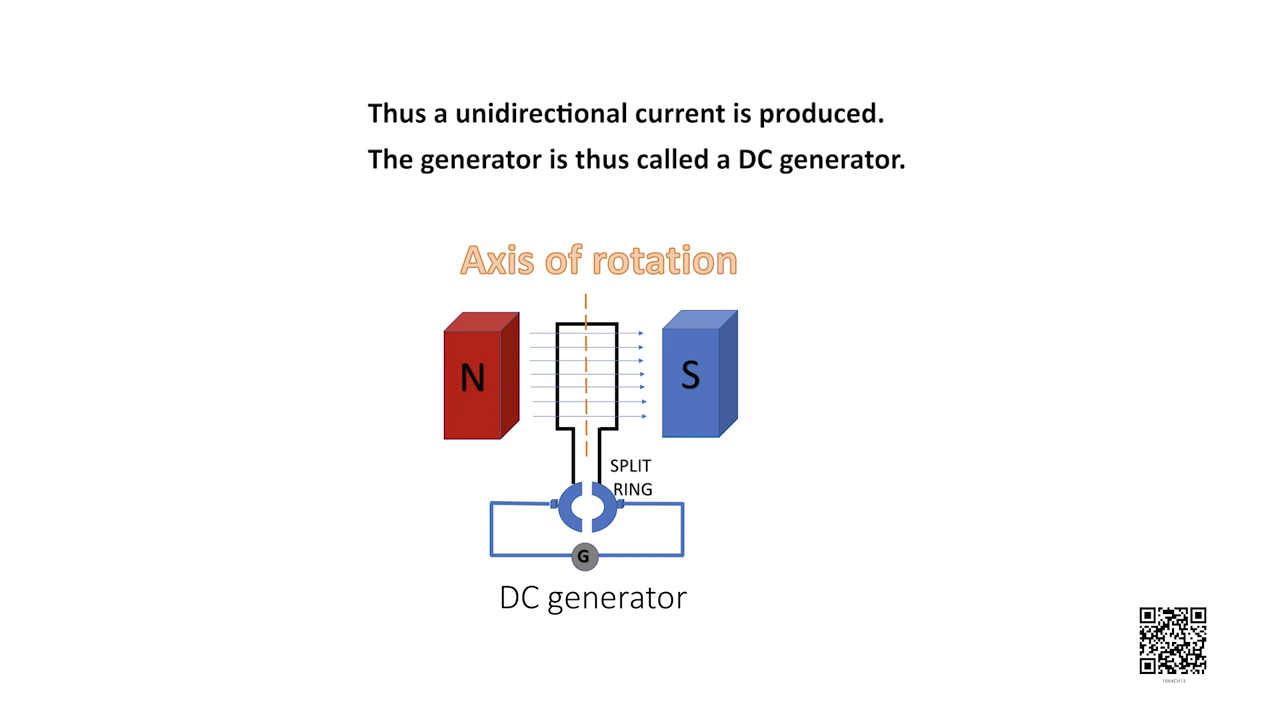 Thus a unidirectional current is produced.
The generator is thus called a DC generator.
Axis of rotation
N
S
SPLIT
RING
G
DC generator
1064CH13